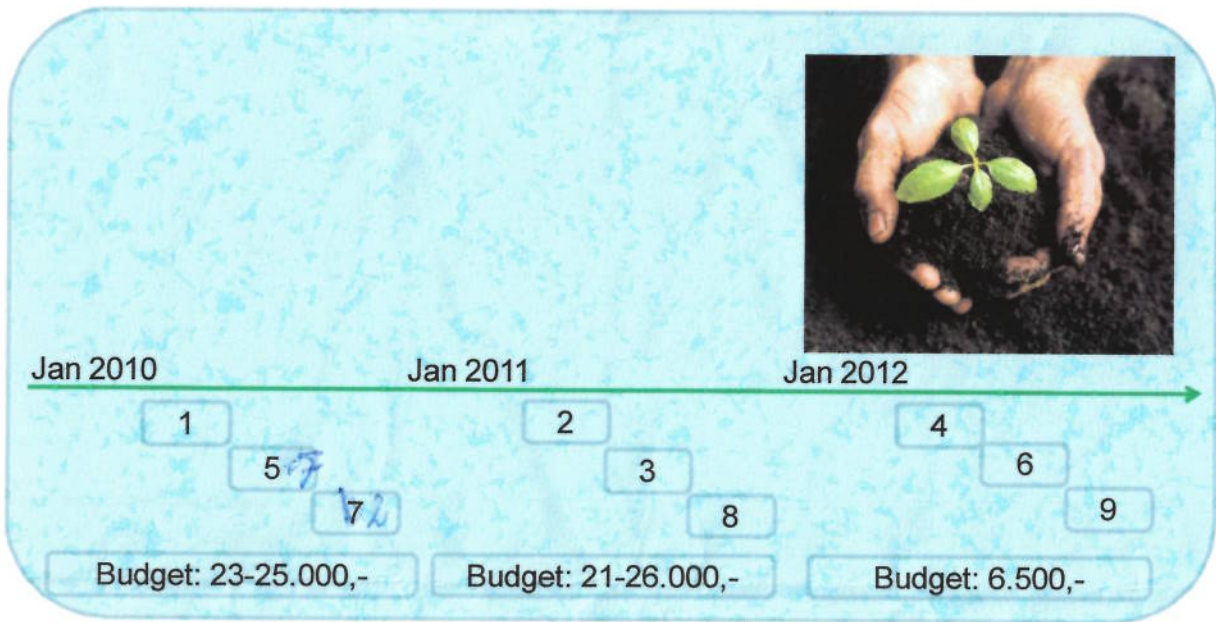 Jan 2010 Jan 2011 Jan 2012
1 2 4
5 3 6
7 8 9
Budget: 23-25.000,- Budget: 21-26.000,- Budget: 6.500,-